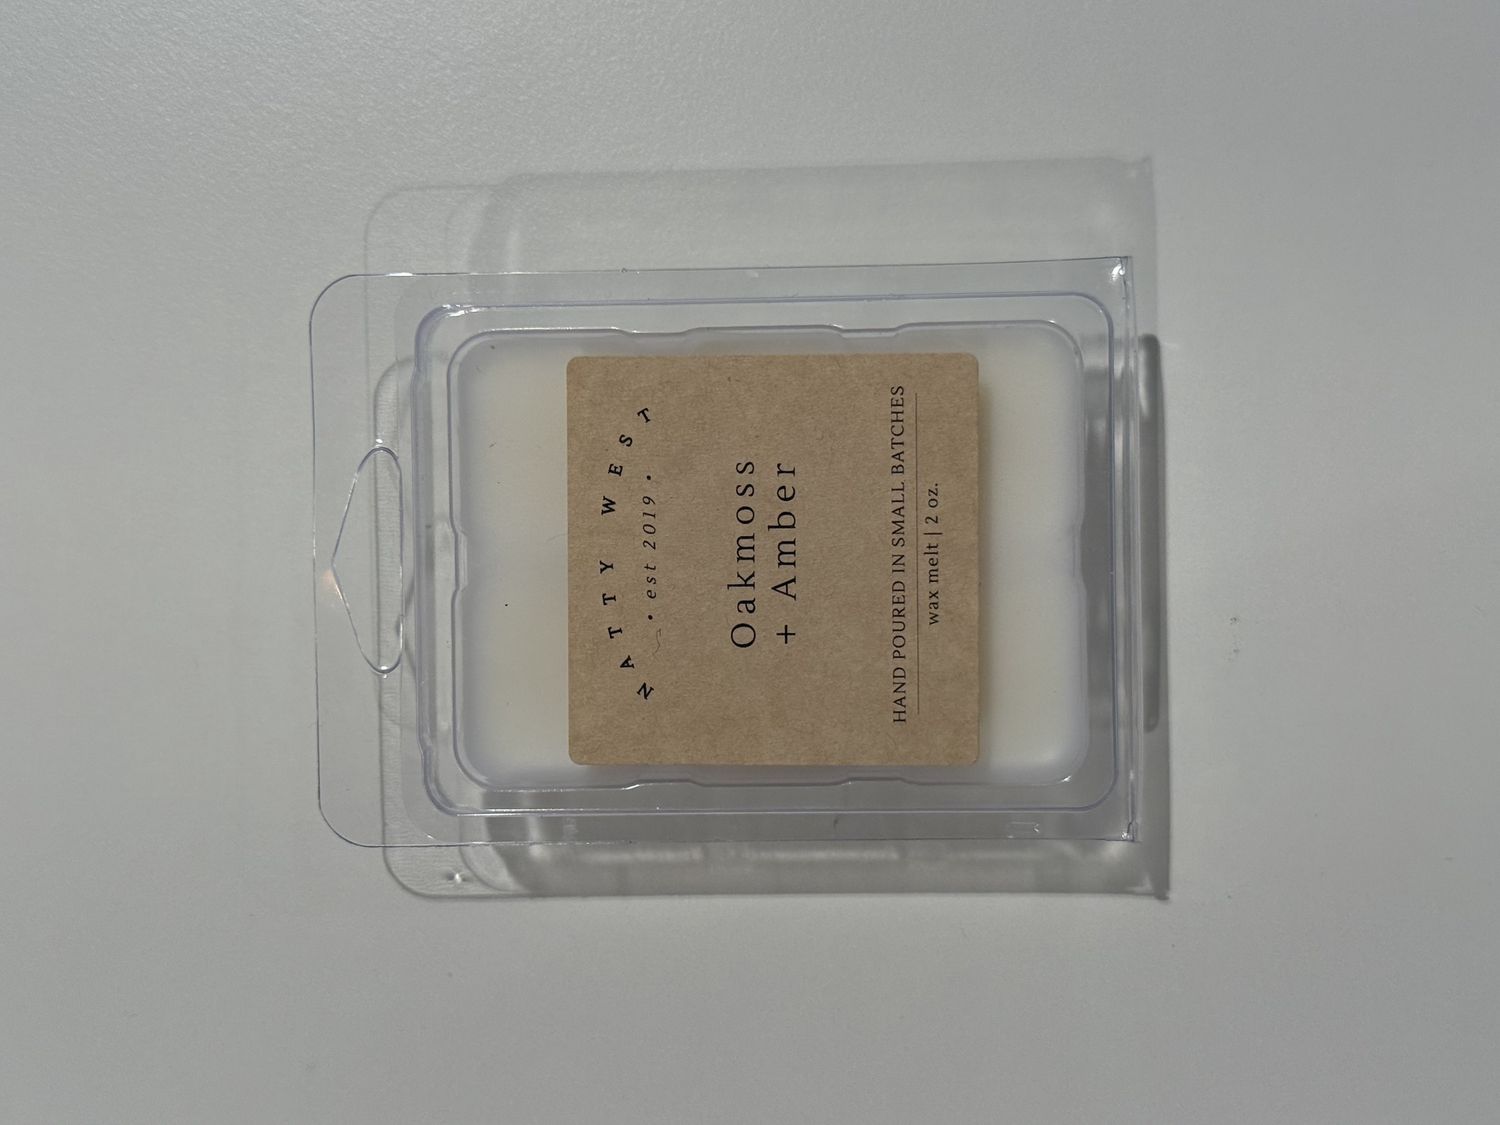 NATTY WEST
• est 2019 •
Oakmoss
+ Amber
HAND POURED IN SMALL BATCHES
wax melt | 2 oz.